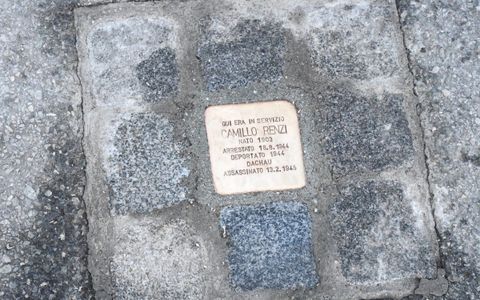 QUI ERA IN SERVIZIO
CAMILLO RENZI
NATO 1903
ARRESTATO 18.8.1944
DEPORTATO 1944
DACHAU
ASSASSINATO 13.2.1945